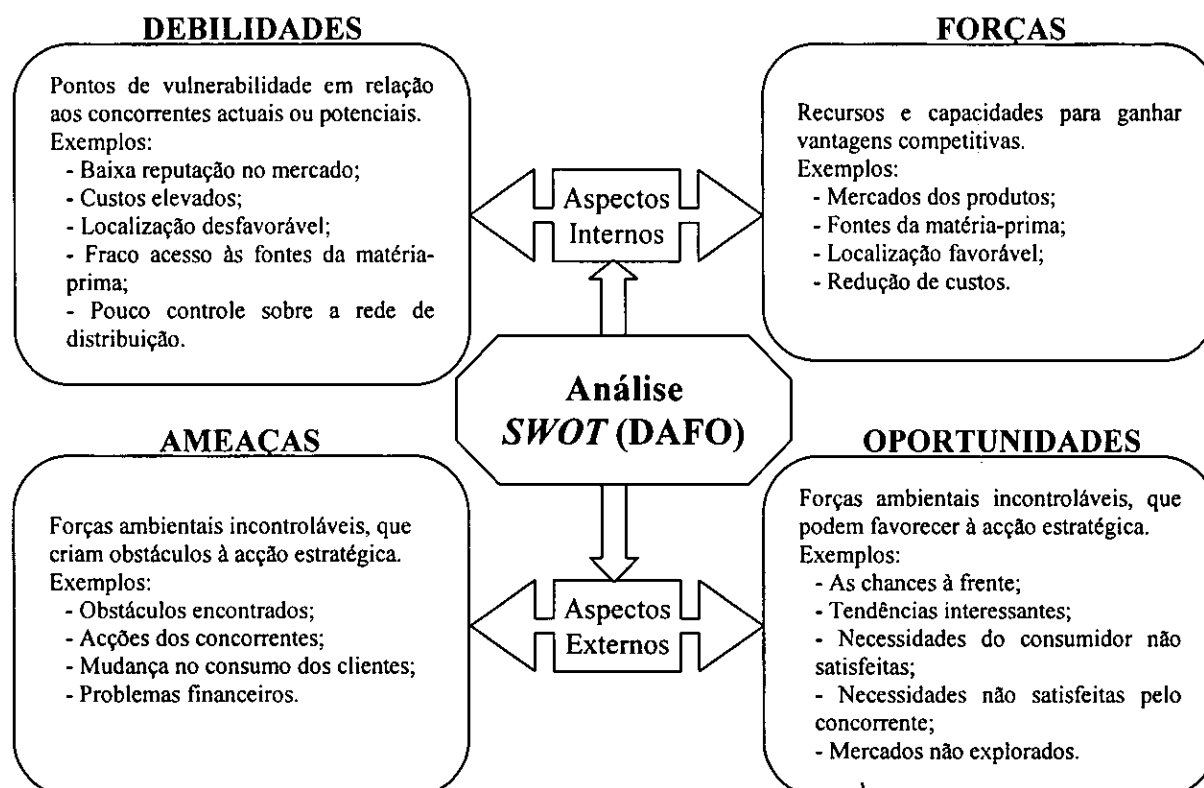 DEBILIDADES
Pontos de vulnerabilidade em relação
aos concorrentes actuais ou potenciais.
Exemplos:
- Baixa reputação no mercado;
- Custos elevados;
- Localização desfavorável;
- Fraco acesso às fontes da matéria-
prima;
- Pouco controle sobre a rede de
distribuição.
FORÇAS
Recursos e capacidades para ganhar
vantagens competitivas.
Exemplos:
- Mercados dos produtos;
- Fontes da matéria-prima;
- Localização favorável;
- Redução de custos.
Aspectos
Internos
Análise
SWOT (DAFO)
AMEAÇAS
Forças ambientais incontroláveis, que
criam obstáculos à acção estratégica.
Exemplos:
- Obstáculos encontrados;
- Acções dos concorrentes;
- Mudança no consumo dos clientes;
- Problemas financeiros.
Aspectos
Externos
OPORTUNIDADES
Forças ambientais incontroláveis, que
podem favorecer à acção estratégica.
Exemplos:
- As chances à frente;
- Tendências interessantes;
- Necessidades do consumidor não
satisfeitas;
- Necessidades não satisfeitas pelo
concorrente;
- Mercados não explorados.